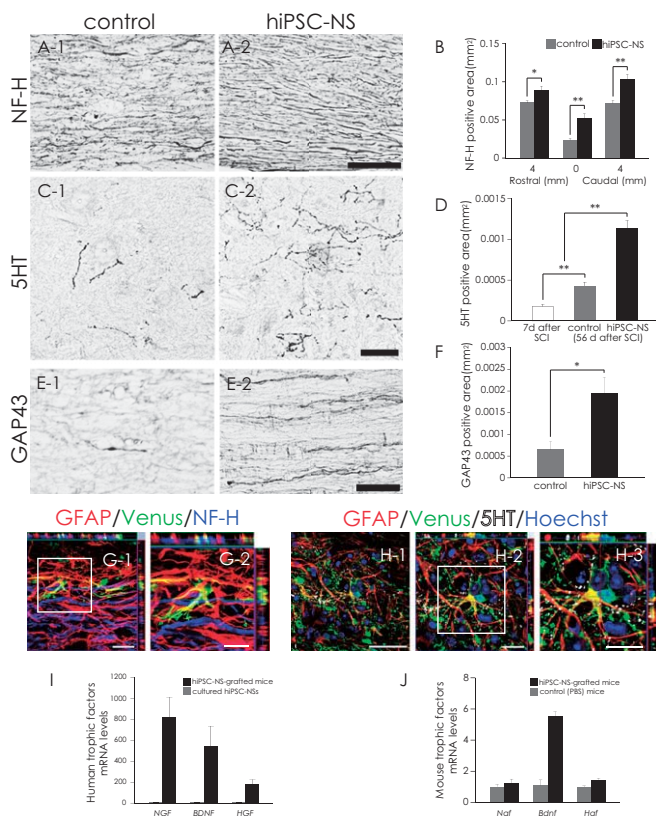 control hiPSC-NS
NF-H
A-1 A-2
B
control hiPSC-NS
NF-H positive area(mm²)
0.15
0.1
0.05
0
* ** **
4 0 4
Rostral (mm) Caudal (mm)
5HT
C-1 C-2
D
5HT positive area(mm²)
0.0015
0.001
0.0005
0
** **
7d after control hiPSC-NS
SCI (56 d after SCI)
GAP43
E-1 E-2
F
GAP43 positive area(mm²)
0.003
0.0025
0.002
0.0015
0.001
0.0005
0
*
control hiPSC-NS
GFAP/Venus/NF-H
G-1 G-2
GFAP/Venus/5HT/Hoechst
H-1 H-2 H-3
I
hiPSC-NS-grafted mice
cultured hiPSC-NSs
Human trophic factors
mRNA levels
1200
1000
800
600
400
200
0
NGF BDNF HGF
J
hiPSC-NS-grafted mice
control (PBS) mice
Mouse trophic factors
mRNA levels
8
6
4
2
0
Naf Bdnf Haf